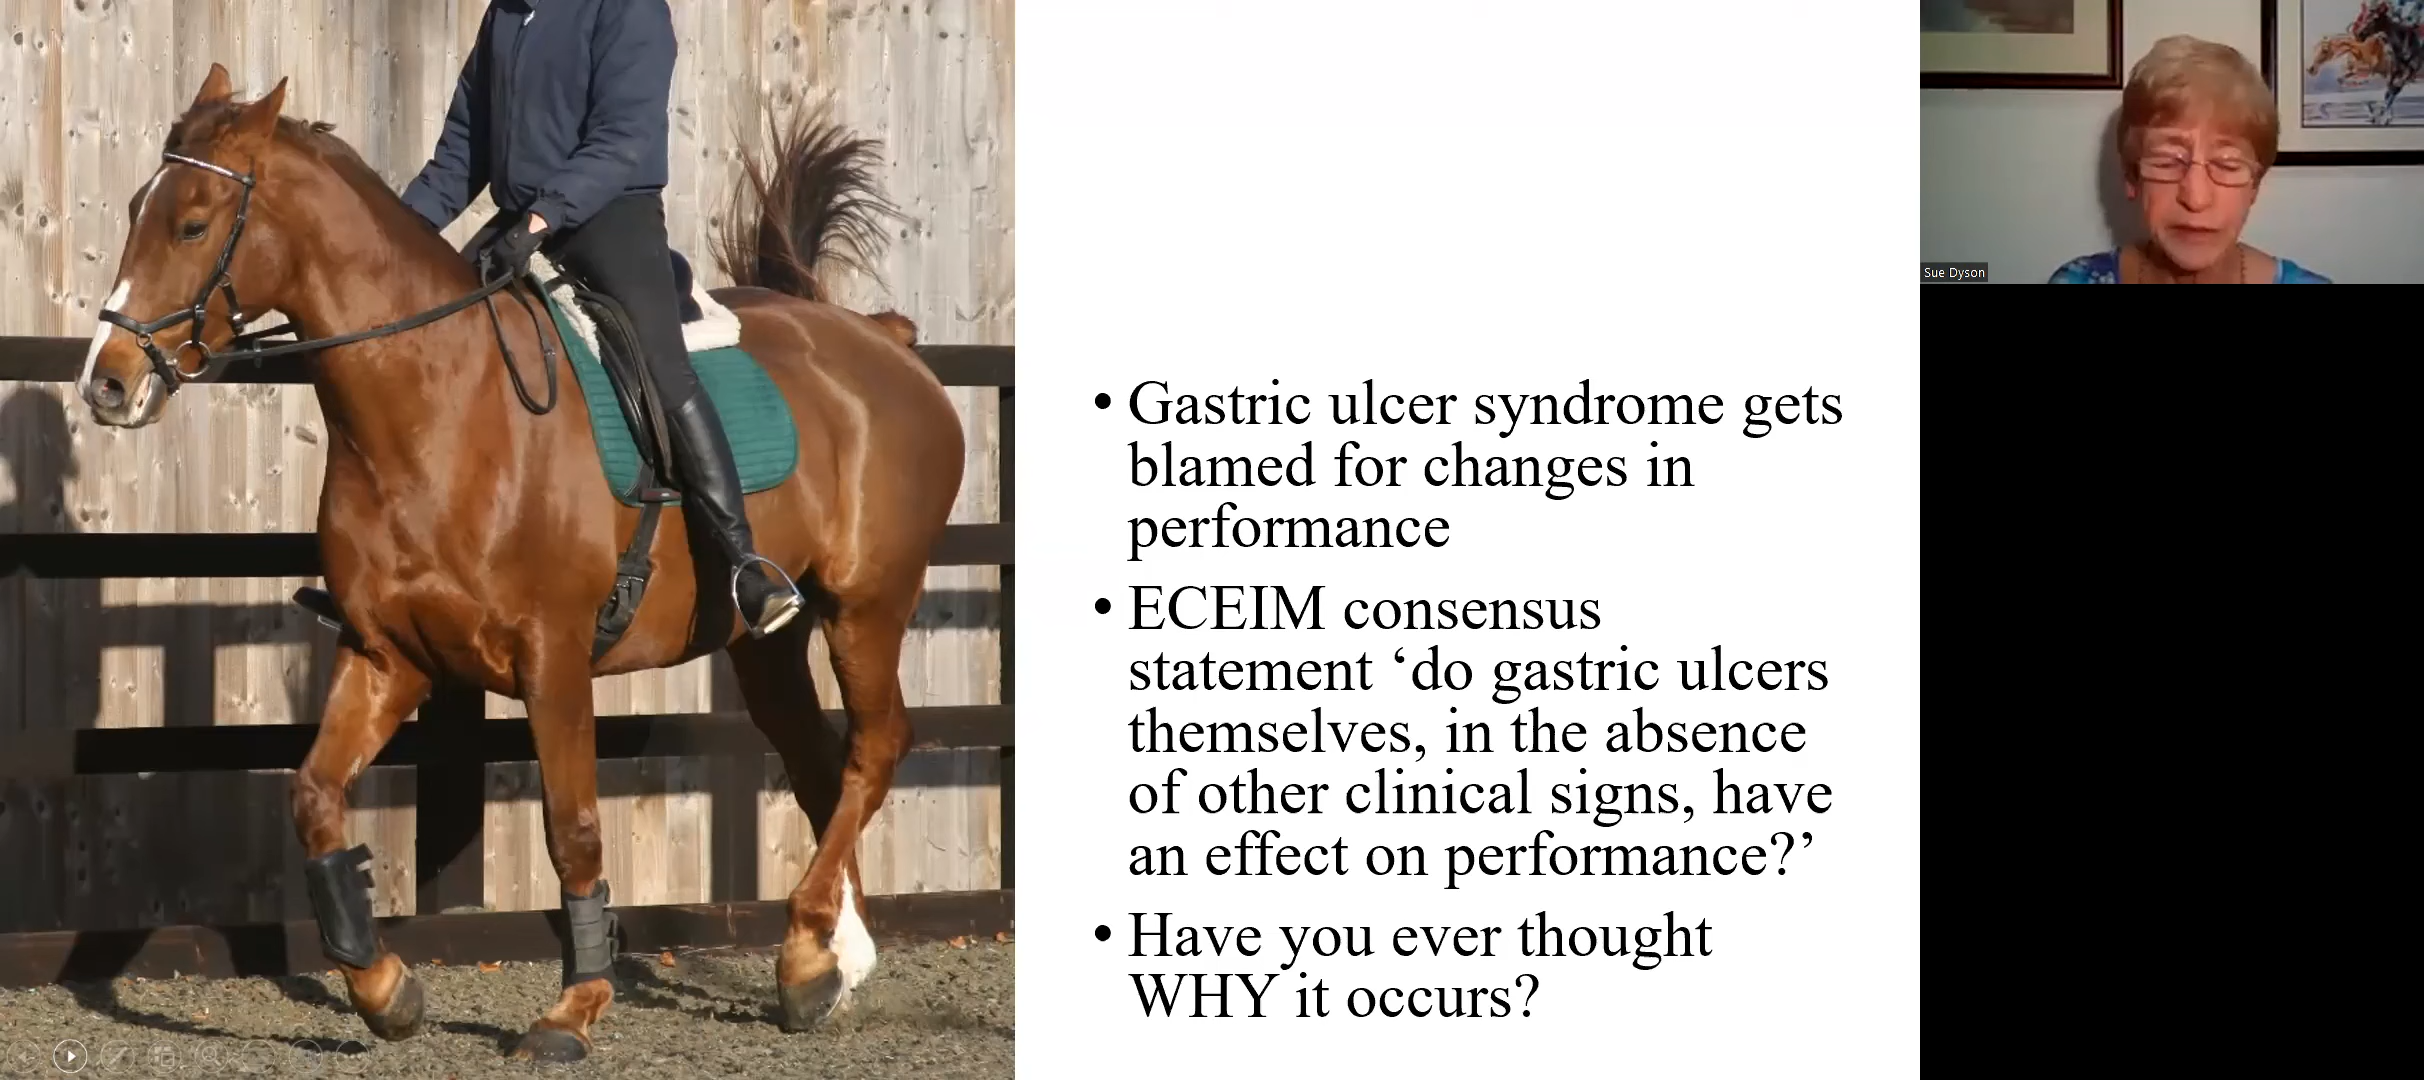 • Gastric ulcer syndrome gets
blamed for changes in
performance
• ECEIM consensus
statement ‘do gastric ulcers
themselves, in the absence
of other clinical signs, have
an effect on performance?’
• Have you ever thought
WHY it occurs?
Sue Dyson